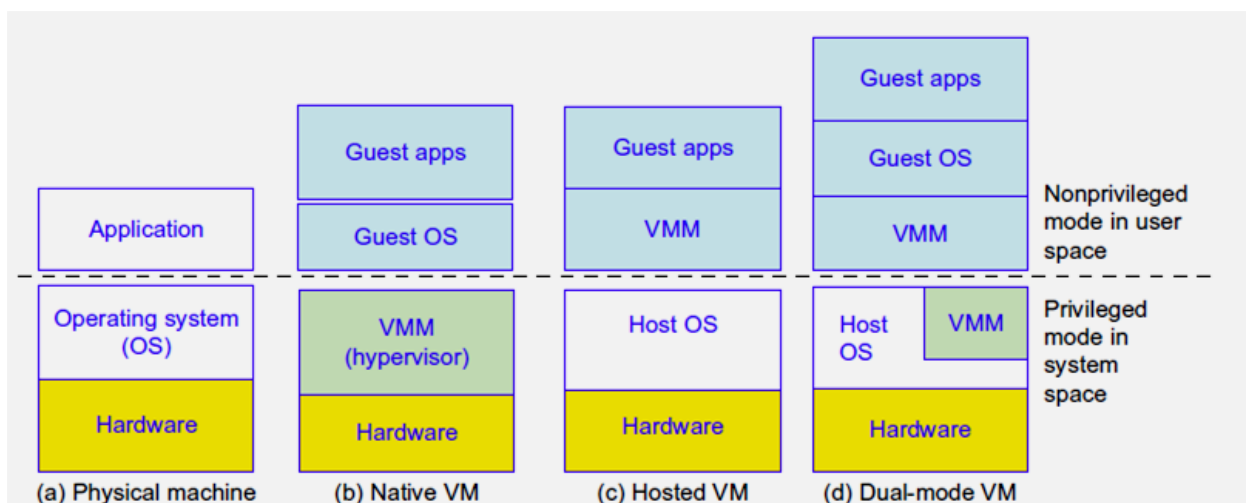 Application
Operating system
(OS)
Hardware
(a) Physical machine
Guest apps
Guest OS
VMM
(hypervisor)
Hardware
(b) Native VM
Guest apps
VMM
Host OS
Hardware
(c) Hosted VM
Guest apps
Guest OS
VMM
Host
OS
VMM
Hardware
(d) Dual-mode VM
Nonprivileged
mode in user
space
Privileged
mode in
system
space